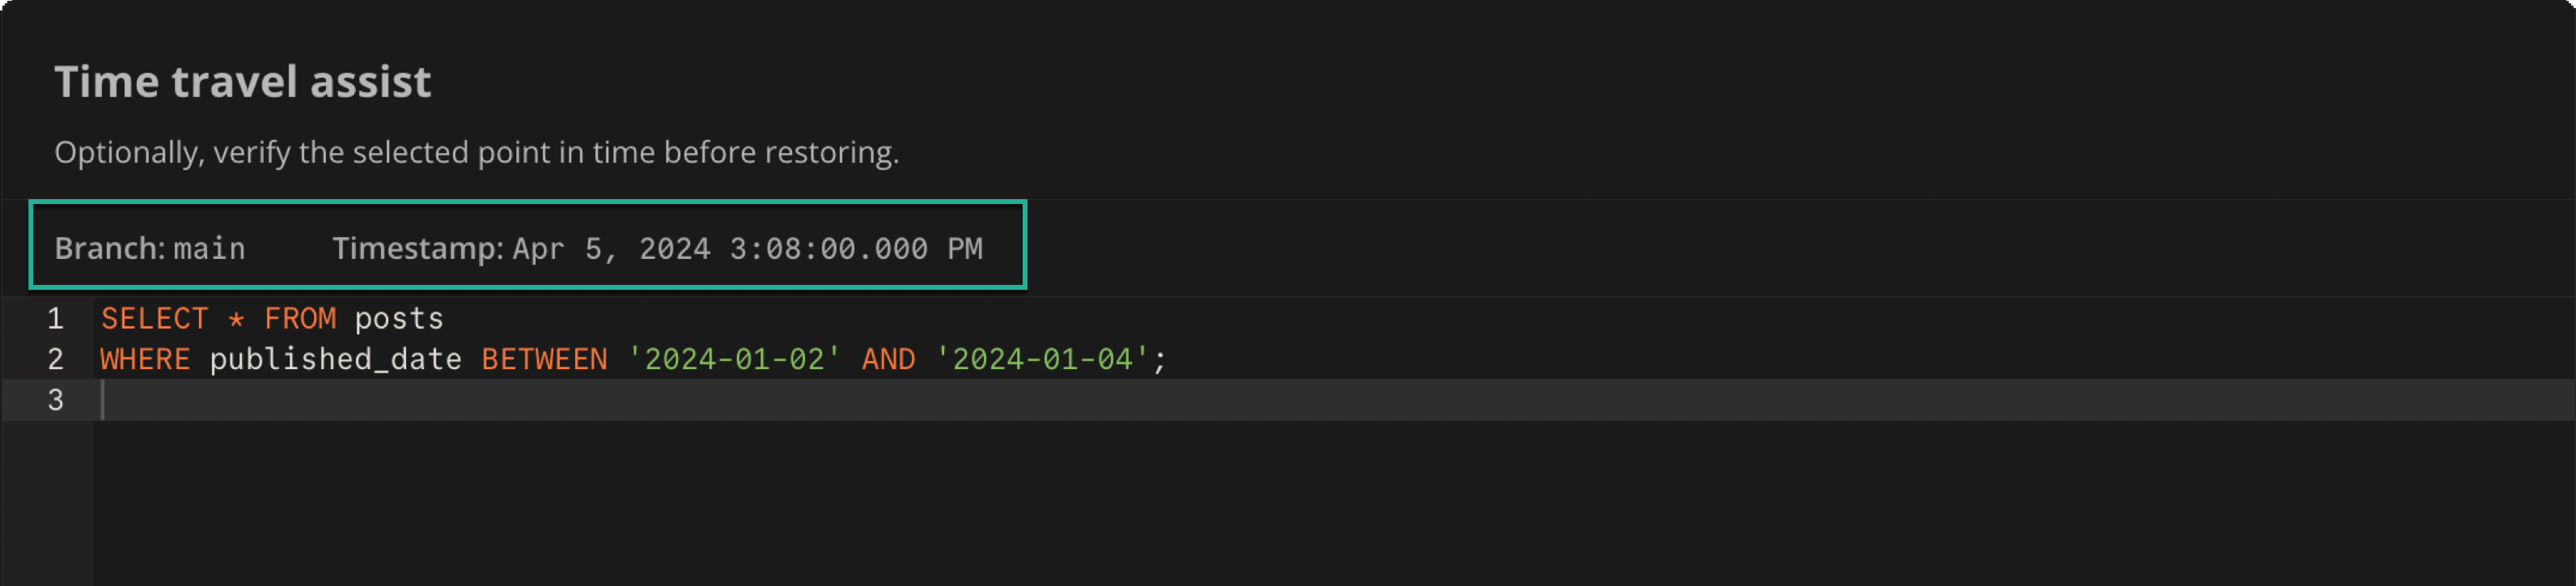 Time travel assist
Optionally, verify the selected point in time before restoring.
Branch: main Timestamp: Apr 5, 2024 3:08:00.000 PM
1 SELECT * FROM posts
2 WHERE published_date BETWEEN '2024-01-02' AND '2024-01-04';
3